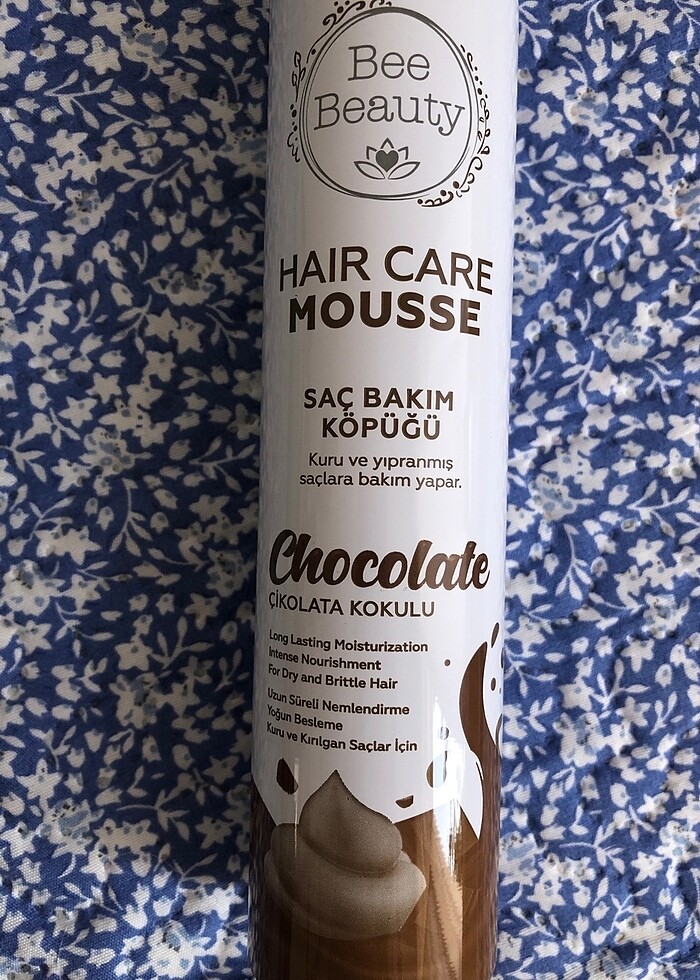 Bee
Beauty
HAIR CARE
MOUSSE
SAÇ BAKIM
KÖPÜĞÜ
Kuru ve yıpranmış
saçlara bakım yapar.
Chocolate
ÇİKOLATA KOKULU
Long Lasting Moisturization
Intense Nourishment
For Dry and Brittle Hair
Uzun Süreli Nemlendirme
Yoğun Besleme
Kuru ve Kırılgan Saçlar İçin